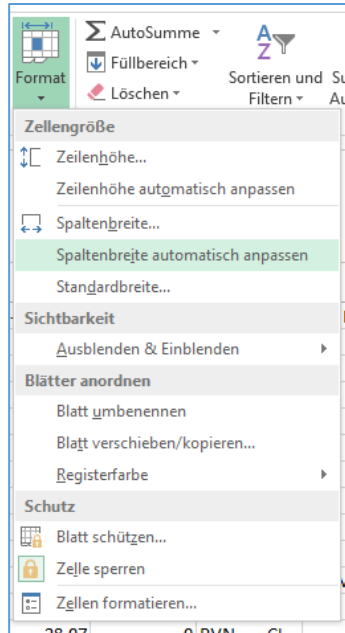 AutoSumme
Format
Füllbereich
Löschen
A
Z
Sortieren und
Filtern
Zellengröße
Zeilenhöhe...
Zeilenhöhe automatisch anpassen
Spaltenbreite...
Spaltenbreite automatisch anpassen
Standardbreite...
Sichtbarkeit
Ausblenden & Einblenden
Blätter anordnen
Blatt umbenennen
Blatt verschieben/kopieren...
Registerfarbe
Schutz
Blatt schützen...
Zelle sperren
Zellen formatieren...